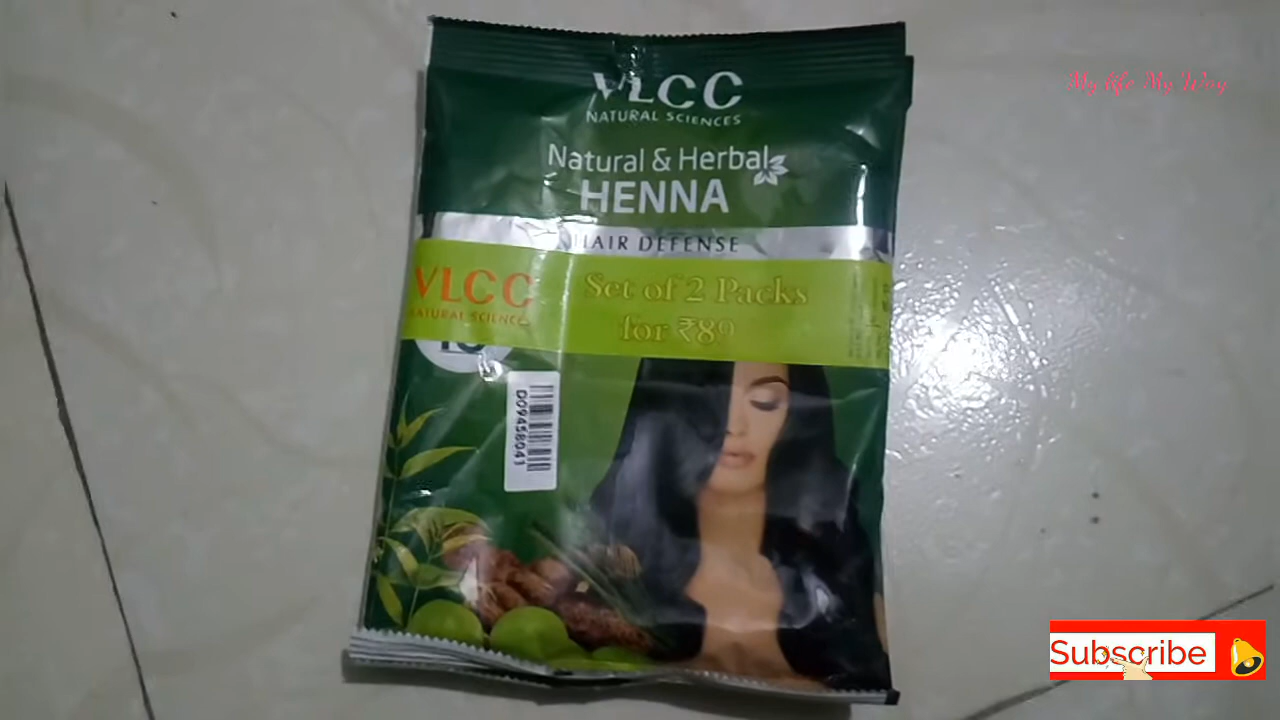 VLCC
NATURAL SCIENCES
Natural & Herbal
HENNA
HAIR DEFENSE
VLCC
NATURAL SCIENCES
Set of 2 Packs
for ₹89
D09458041
My life My Way
Subscribe